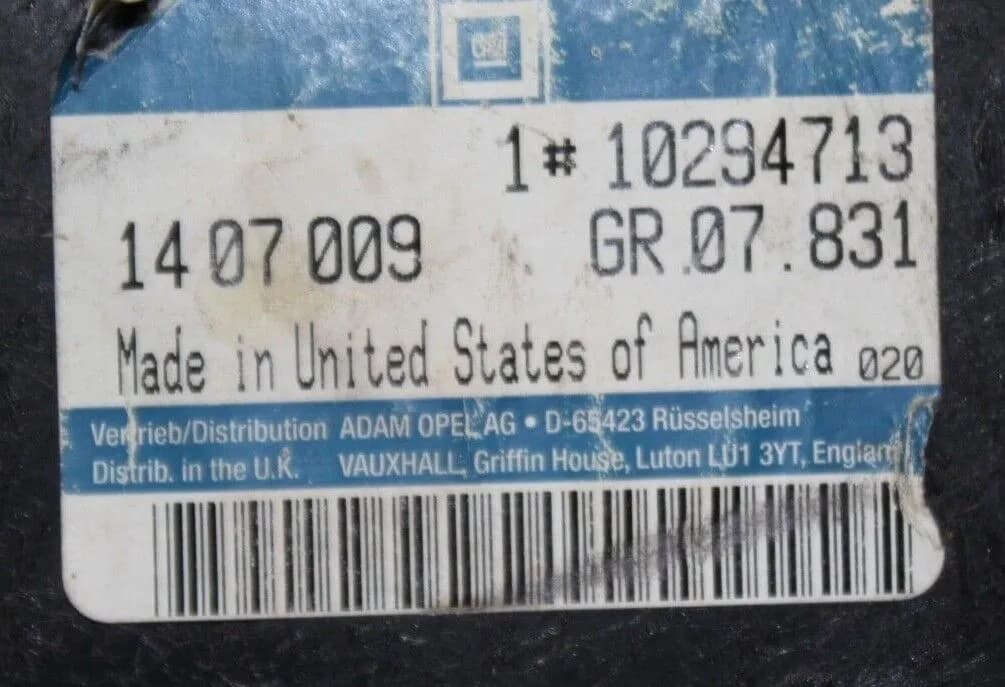 GM
1 # 10294713
14 07 009 GR.07.831
Made in United States of America 020
Vertrieb/Distribution ADAM OPEL AG • D-65423 Rüsselsheim
Distrib. in the U.K. VAUXHALL, Griffin House, Luton LU1 3YT, England